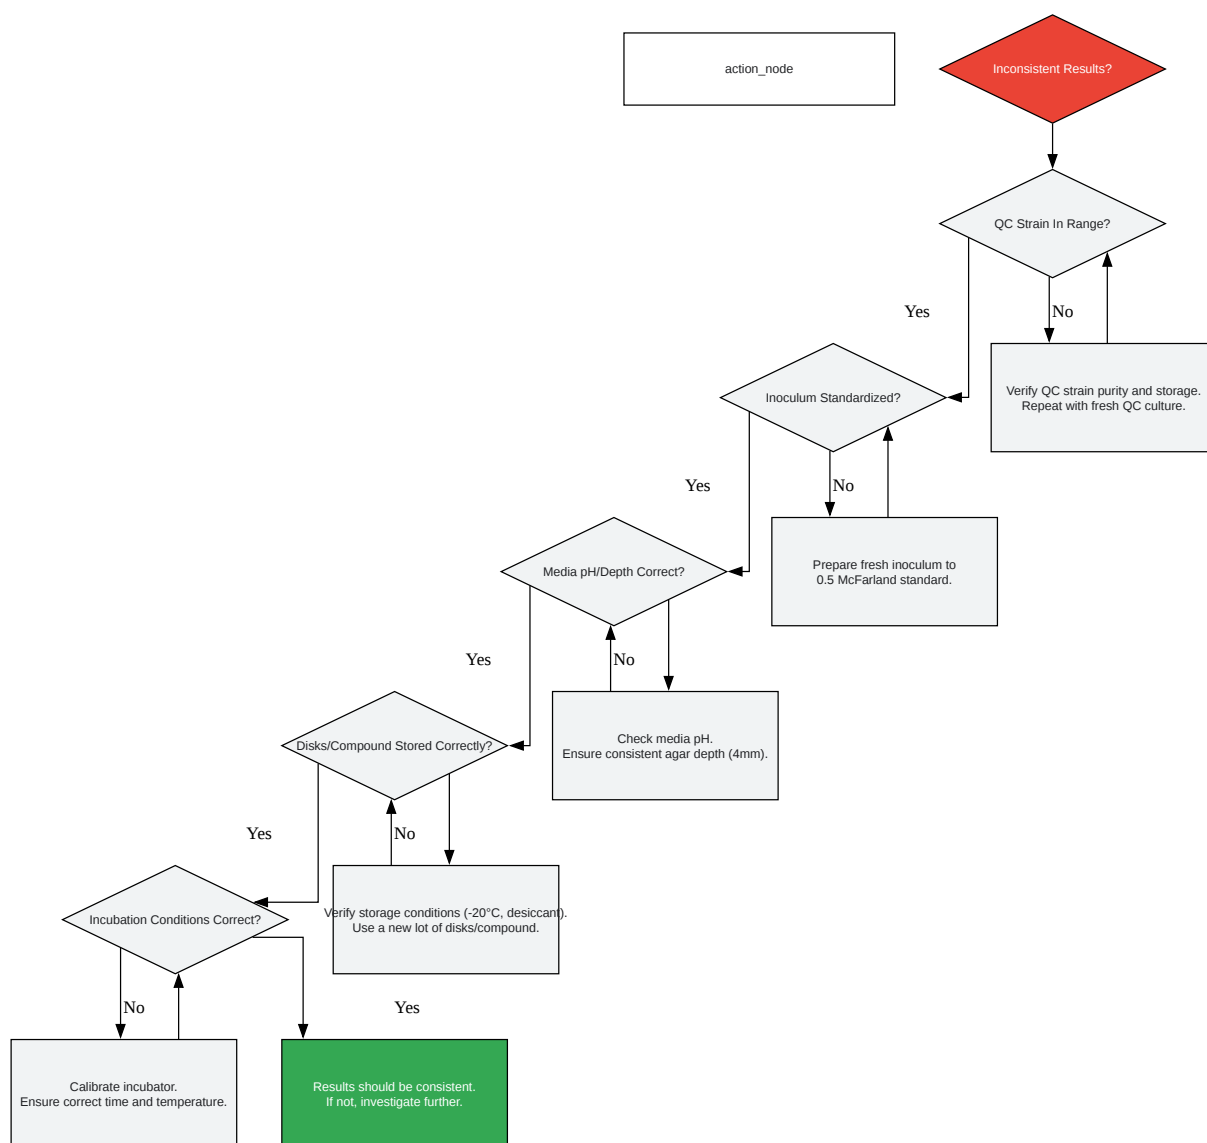 action_node
Inconsistent Results?
QC Strain In Range?
Yes
No
Verify QC strain purity and storage.
Repeat with fresh QC culture.
Inoculum Standardized?
Yes
No
Prepare fresh inoculum to
0.5 McFarland standard.
Media pH/Depth Correct?
Yes
No
Check media pH.
Ensure consistent agar depth (4mm).
Disks/Compound Stored Correctly?
Yes
No
Verify storage conditions (-20°C, desiccant).
Use a new lot of disks/compound.
Incubation Conditions Correct?
No
Yes
Calibrate incubator.
Ensure correct time and temperature.
Results should be consistent.
If not, investigate further.